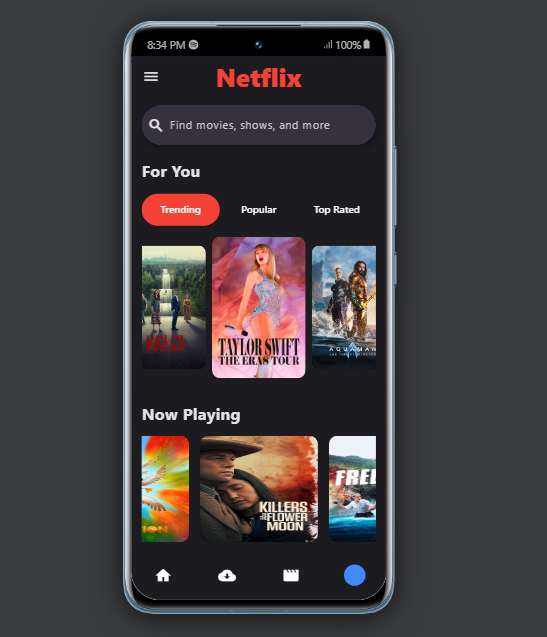 8:34 PM
100%
Netflix
Find movies, shows, and more
For You
Trending
Popular
Top Rated
TAYLOR SWIFT
THE ERAS TOUR
AQUAMAN
Now Playing
KILLERS
OF THE FLOWER
MOON
FREE